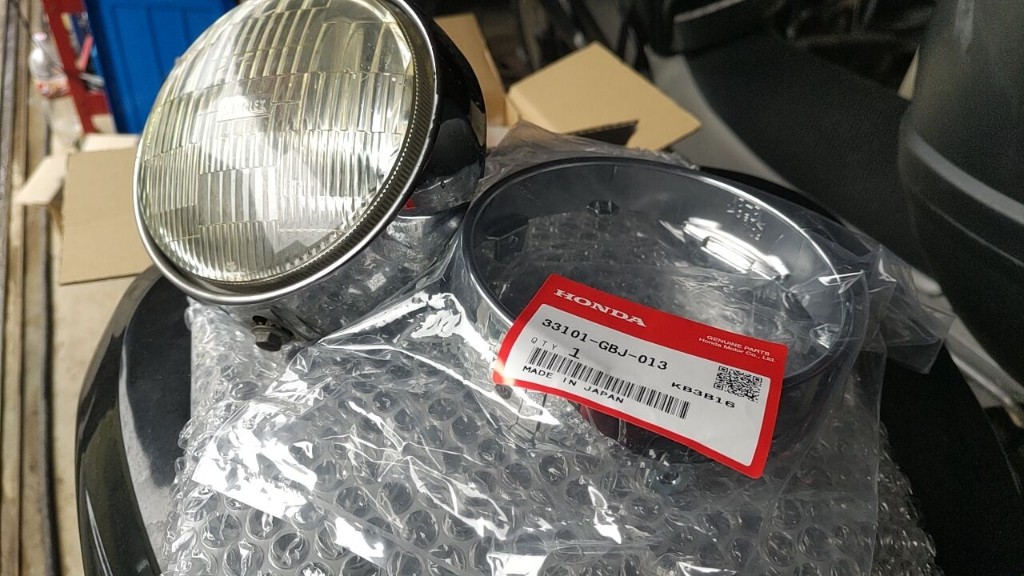 HONDA
GENUINE PARTS
Honda Motor Co., Ltd.
33101-GBJ-013
QTY 1
KB3B16
MADE IN JAPAN